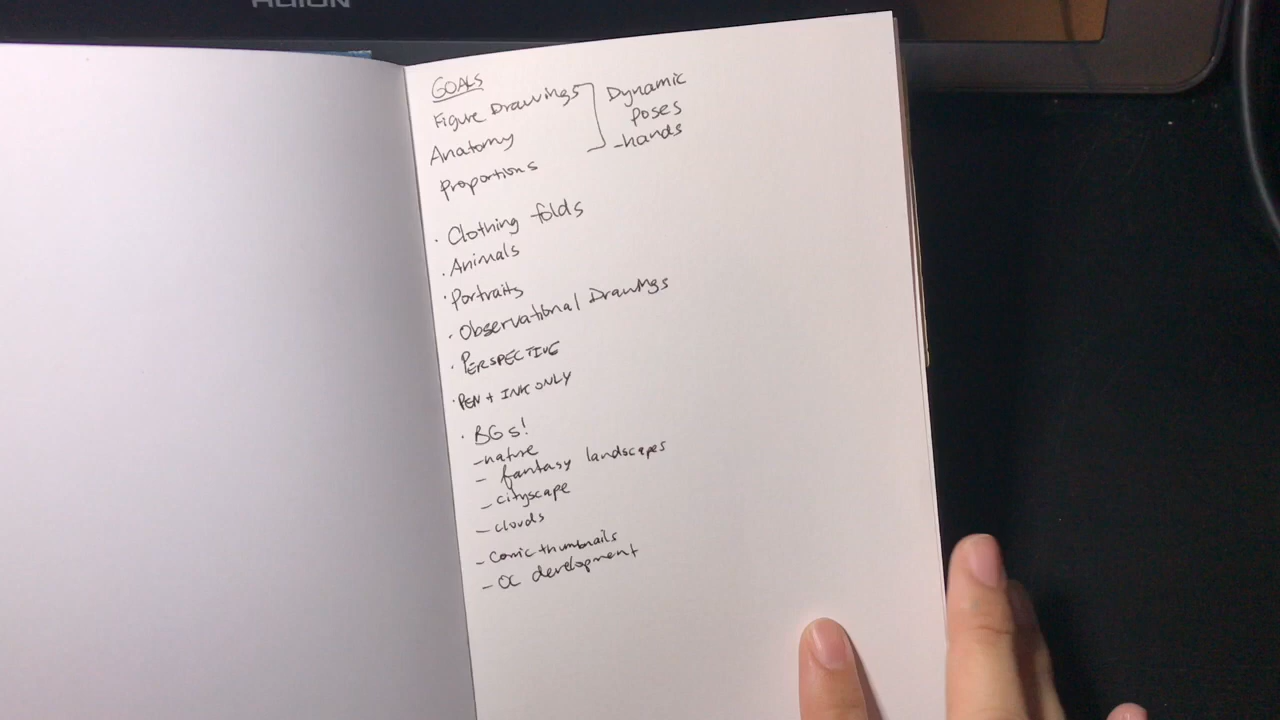 HUION
GOALS
Figure Drawings
Anatomy
Proportions
Dynamic
Poses
-hands
· Clothing folds
· Animals
· Portraits
· Observational Drawings
· PERSPECTIVE
· PEN + INK ONLY
· BGs!
- nature
- fantasy landscapes
- cityscape
- clouds
- comic thumbnails
- OC development